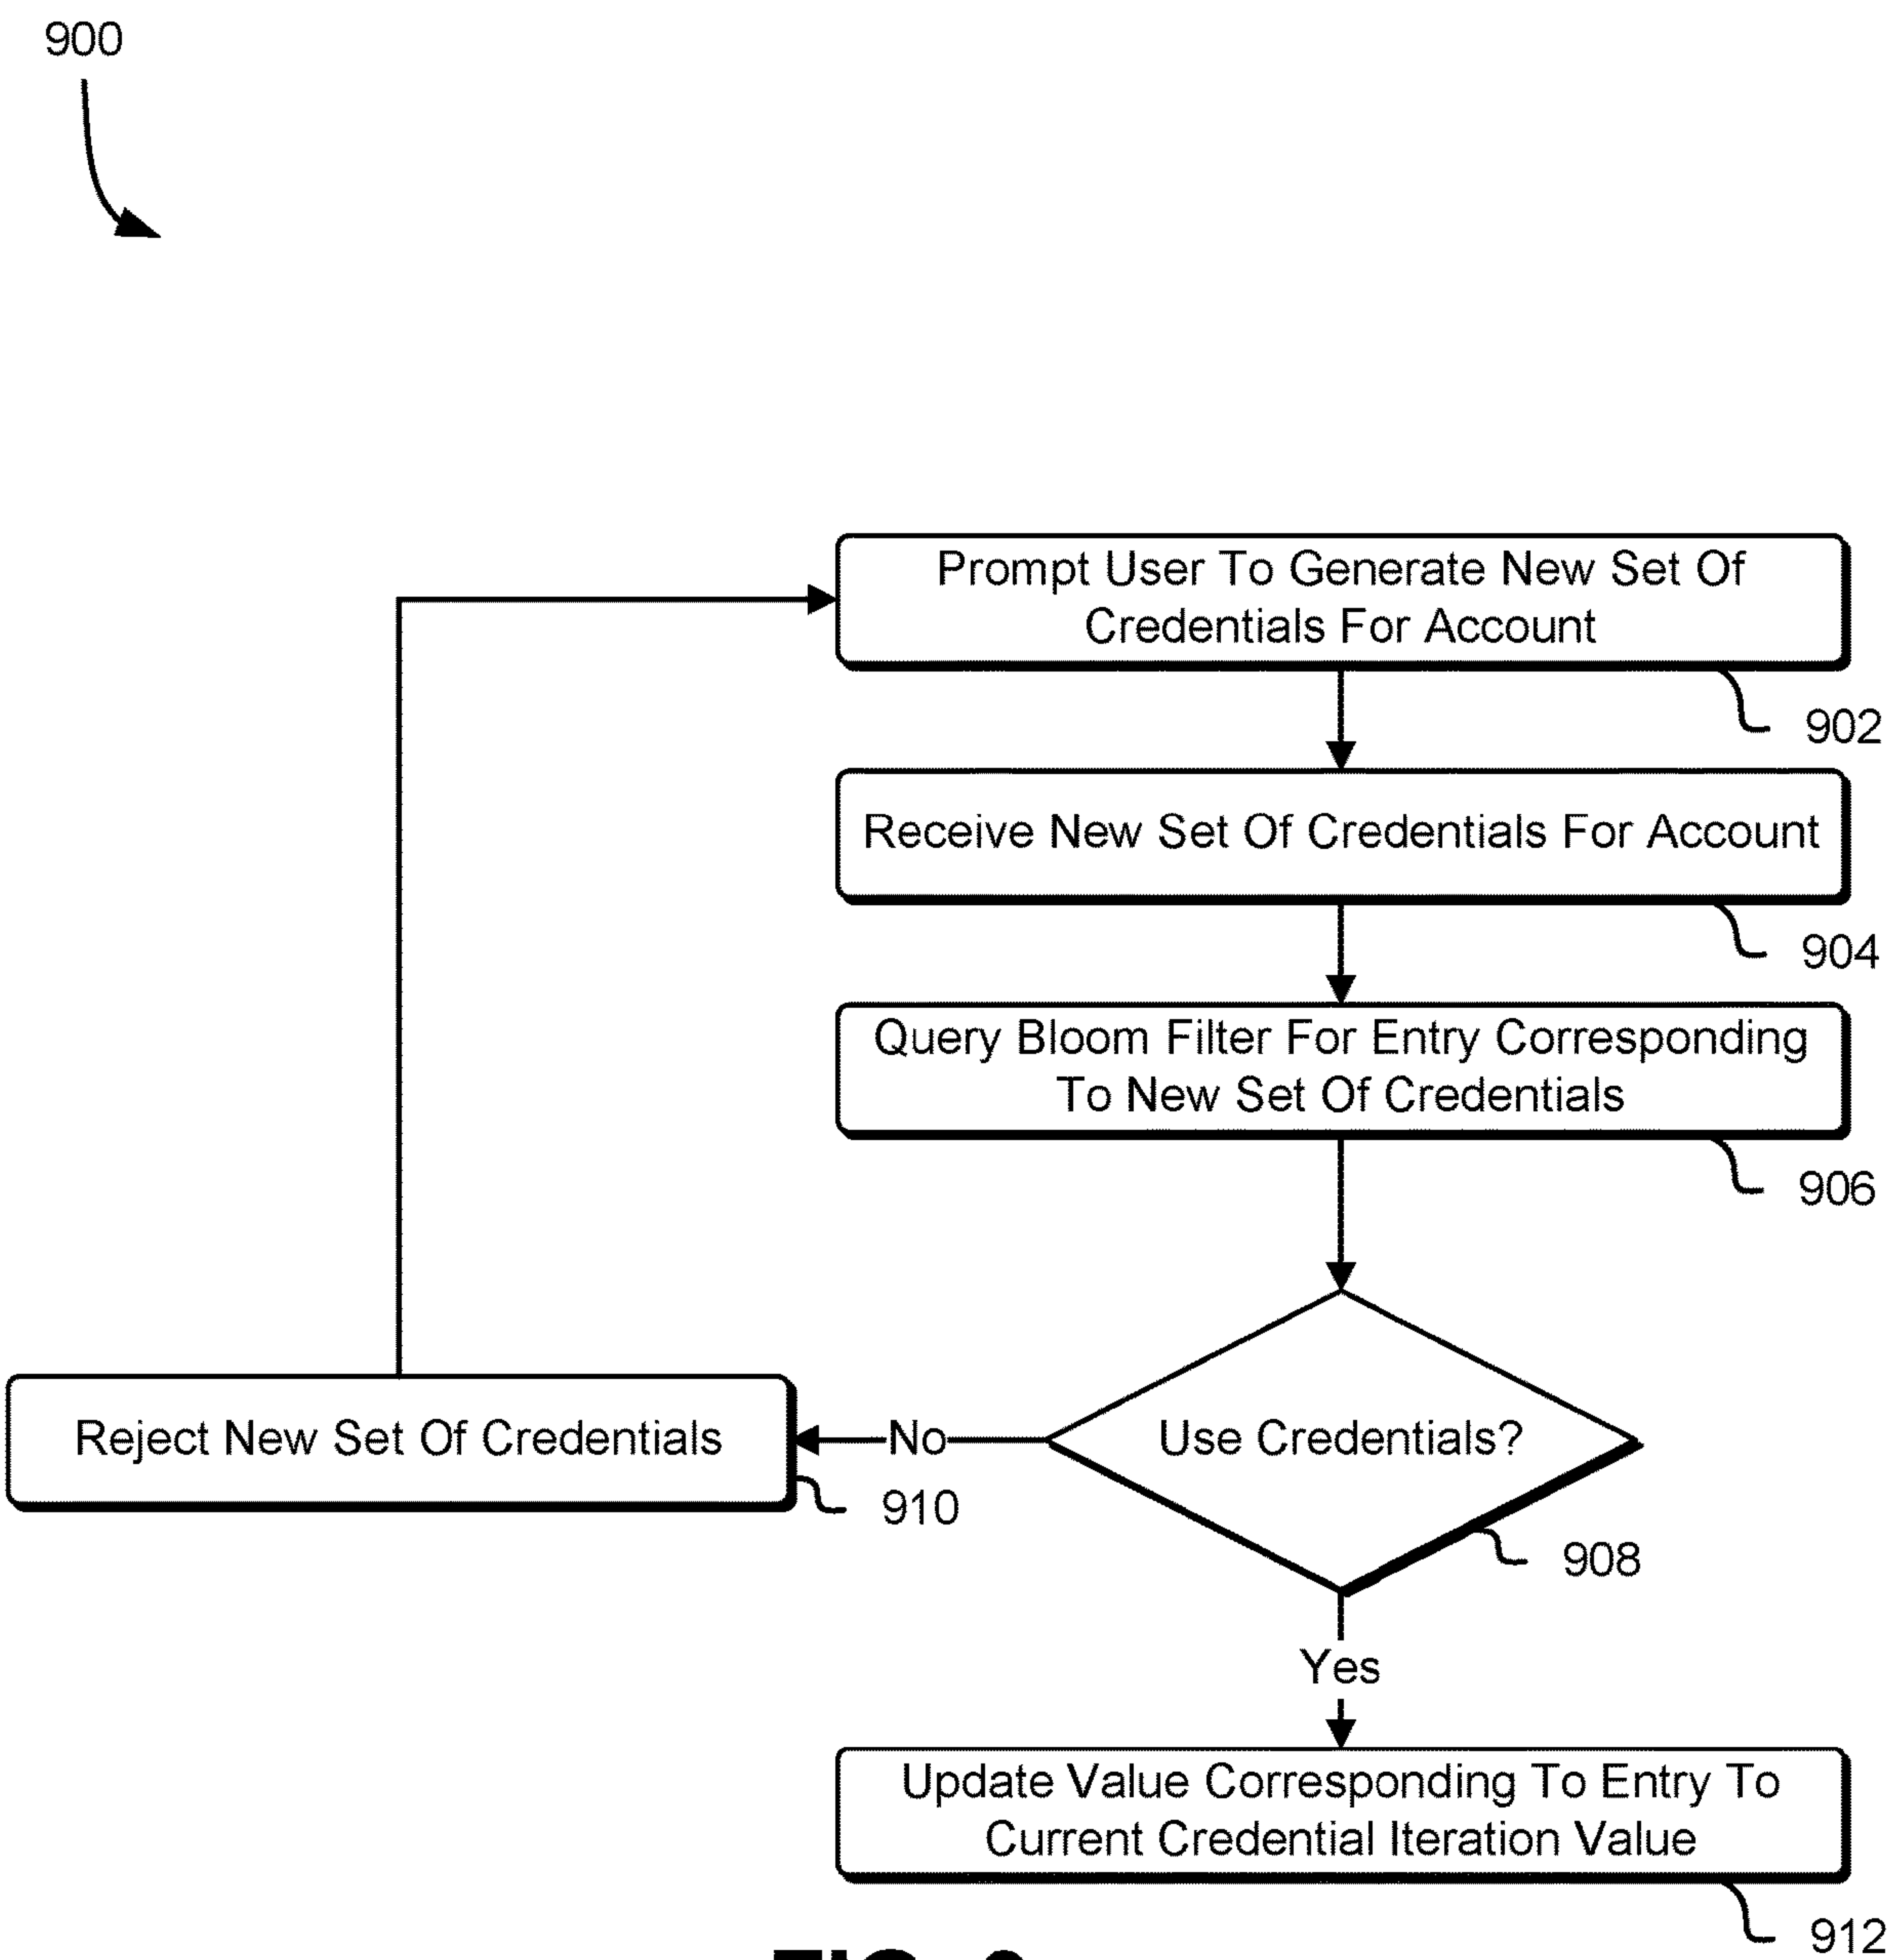 900
Prompt User To Generate New Set Of
Credentials For Account
902
Receive New Set Of Credentials For Account
904
Query Bloom Filter For Entry Corresponding
To New Set Of Credentials
906
Use Credentials?
908
No
Reject New Set Of Credentials
910
Yes
Update Value Corresponding To Entry To
Current Credential Iteration Value
912